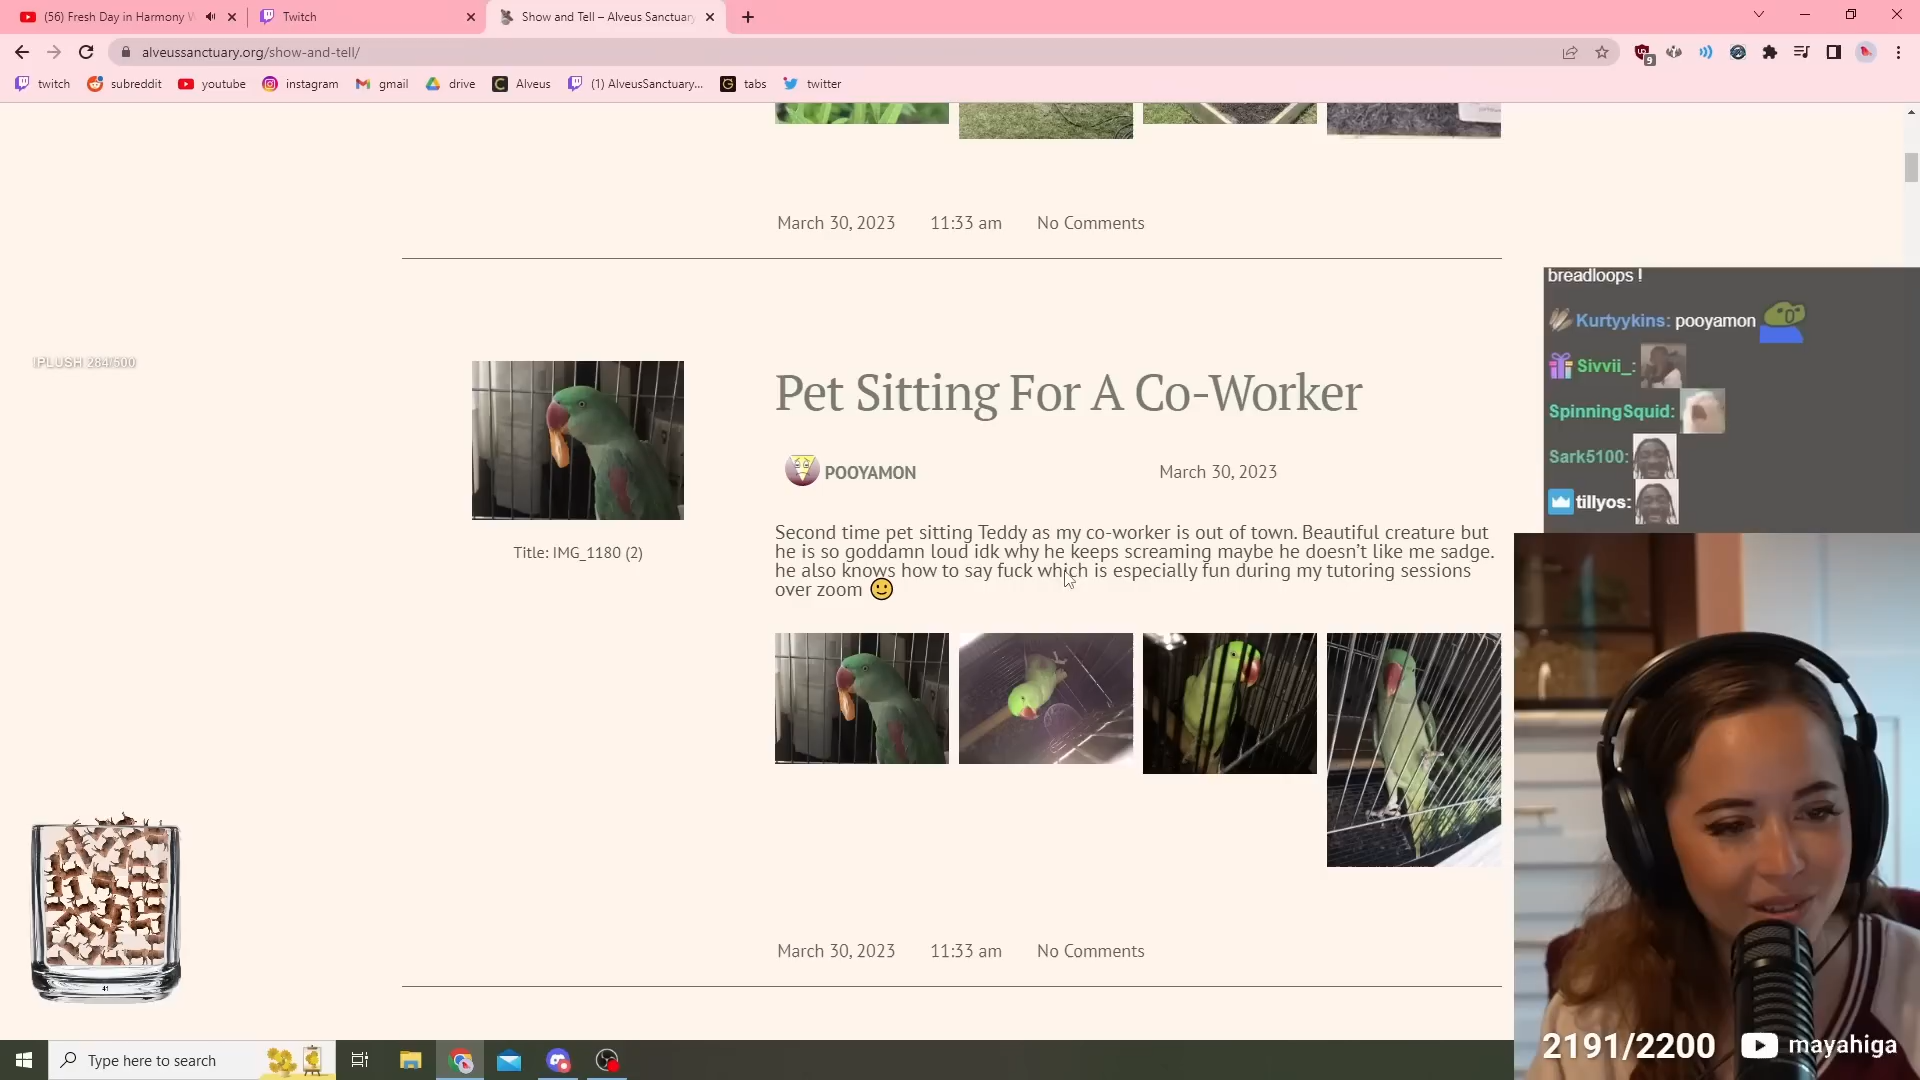 (56) Fresh Day in Harmony
Twitch
Show and Tell – Alveus Sanctuary
alveussanctuary.org/show-and-tell/
9
twitch
subreddit
youtube
instagram
gmail
drive
Alveus
(1) AlveusSanctuary...
tabs
twitter
March 30, 2023 11:33 am No Comments
!PLUSH 284/500
breadloops !
Kurtyykins: pooyamon
Sivvii_:
SpinningSquid:
Sark5100:
tillyos:
Pet Sitting For A Co-Worker
POOYAMON
March 30, 2023
Title: IMG_1180 (2)
Second time pet sitting Teddy as my co-worker is out of town. Beautiful creature but
he is so goddamn loud idk why he keeps screaming maybe he doesn’t like me sadge.
he also knows how to say fuck which is especially fun during my tutoring sessions
over zoom
41
March 30, 2023 11:33 am No Comments
2191/2200 mayahiga
Type here to search